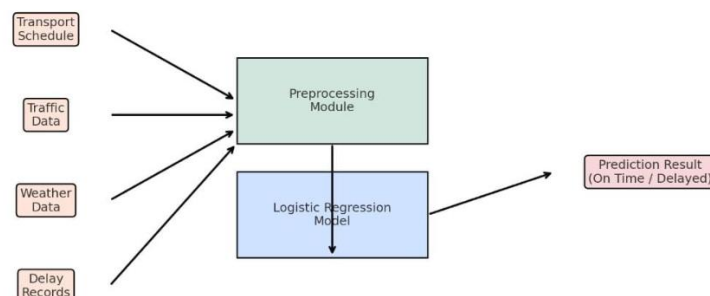 Transport
Schedule
Traffic
Data
Weather
Data
Delay
Records
Preprocessing
Module
Logistic Regression
Model
Prediction Result
(On Time / Delayed)